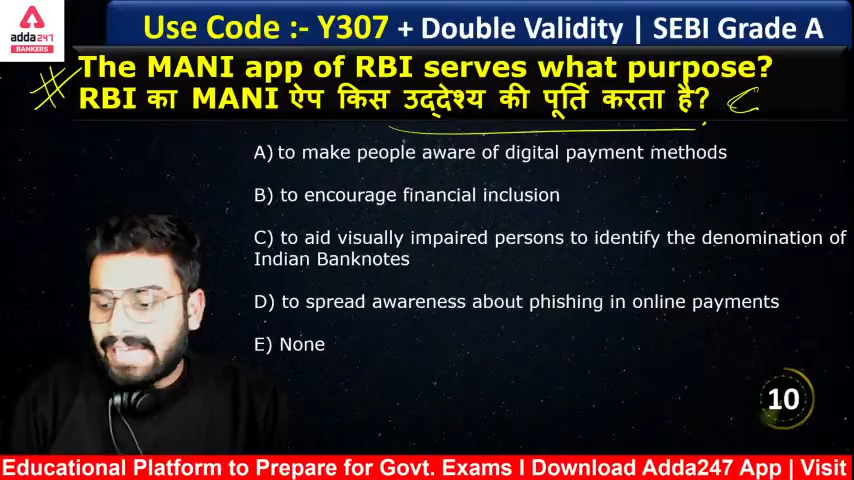 adda247
BANKERS
Use Code :- Y307 + Double Validity | SEBI Grade A
The MANI app of RBI serves what purpose?
RBI का MANI ऐप किस उद्देश्य की पूर्ति करता है?
A) to make people aware of digital payment methods
B) to encourage financial inclusion
C) to aid visually impaired persons to identify the denomination of
Indian Banknotes
D) to spread awareness about phishing in online payments
E) None
10
Educational Platform to Prepare for Govt. Exams I Download Adda247 App | Visit